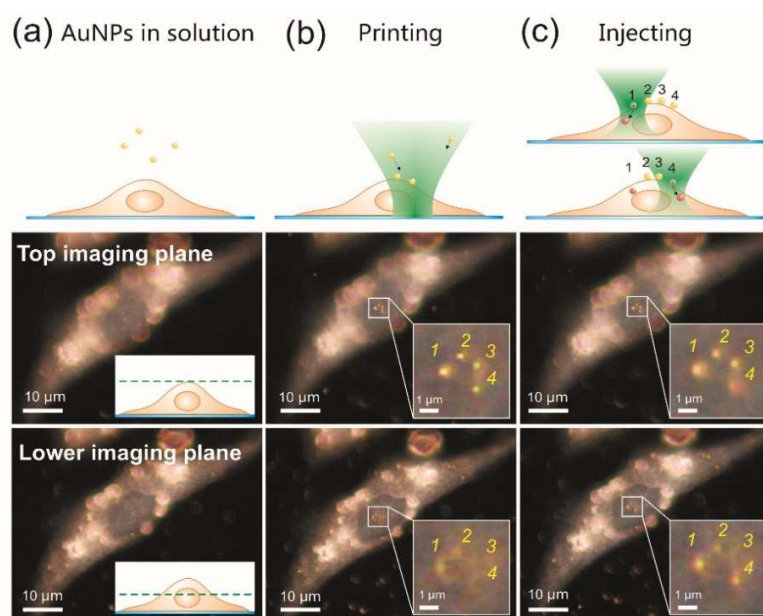 (a) AuNPs in solution
(b) Printing
(c) Injecting
1 2 3 4
1 2 3 4
Top imaging plane
10 µm
10 µm
1 2 3 4
1 µm
10 µm
1 2 3 4
1 µm
Lower imaging plane
10 µm
10 µm
1 2 3 4
1 µm
10 µm
1 2 3 4
1 µm